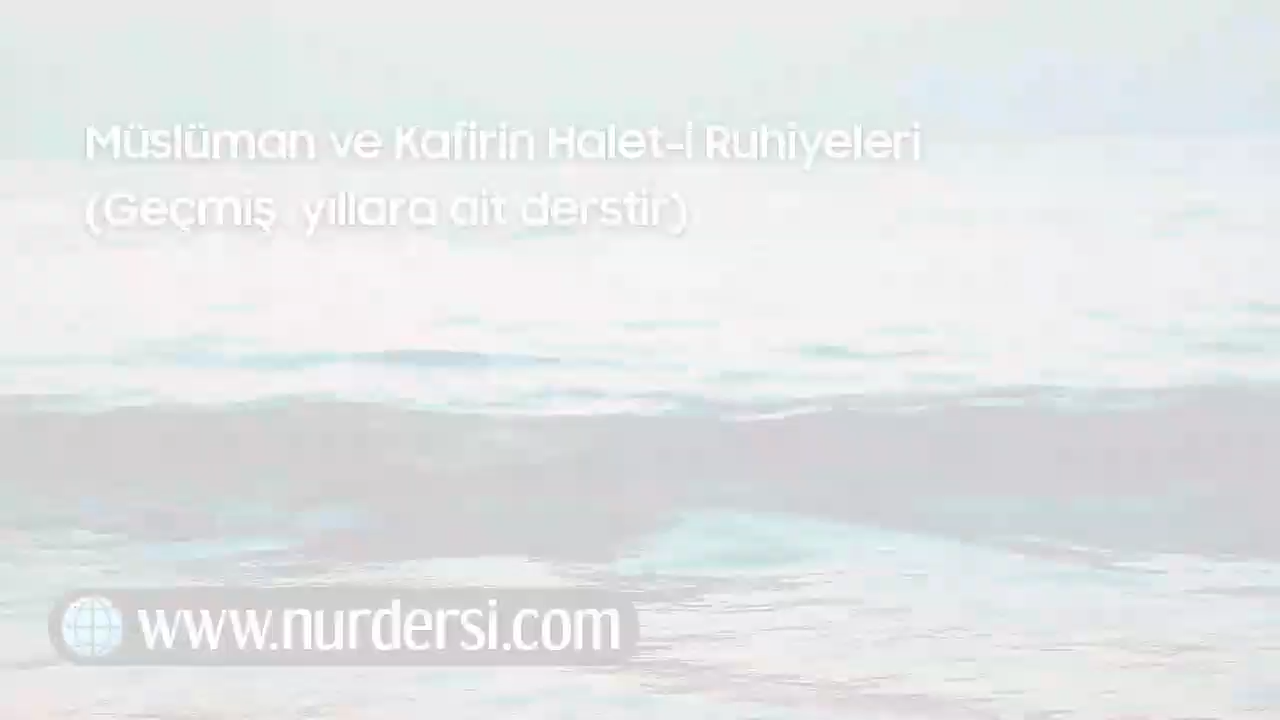 Müslüman ve Kafirin Halet-i Ruhiyeleri
(Geçmiş yıllara ait derstir)
www.nurdersi.com